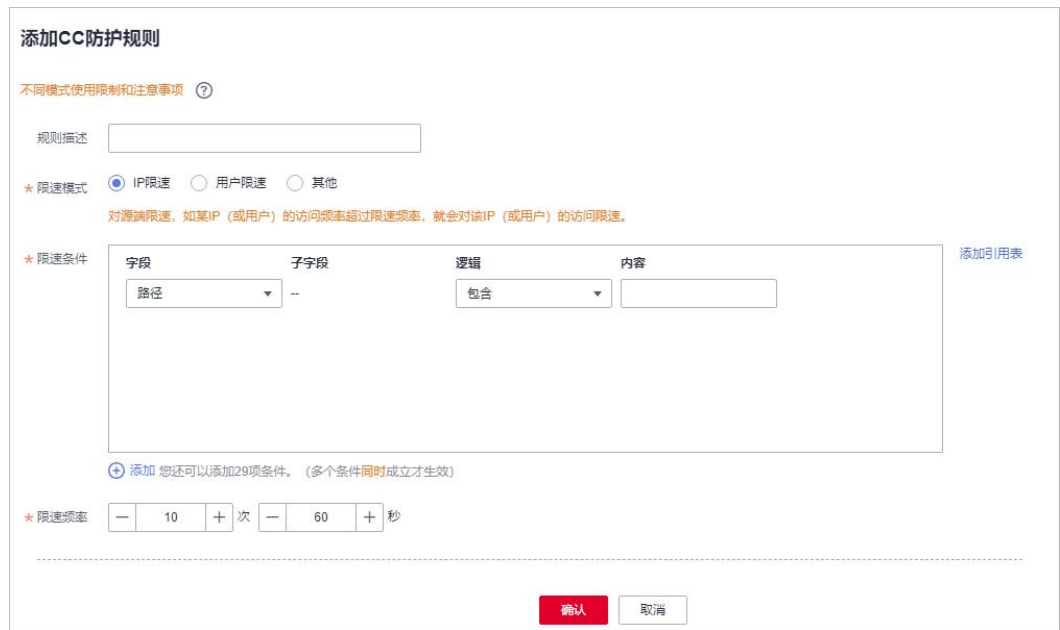 添加CC防护规则
不同模式使用限制和注意事项 ?
规则描述
* 限速模式 IP限速 用户限速 其他
对源端限速，如某IP（或用户）的访问频率超过限速频率，就会对该IP（或用户）的访问限速。
* 限速条件 字段 子字段 逻辑 内容 添加引用表
路径 -- 包含
添加 您还可以添加29项条件。（多个条件同时成立才生效）
* 限速频率 10 次 60 秒
确认 取消